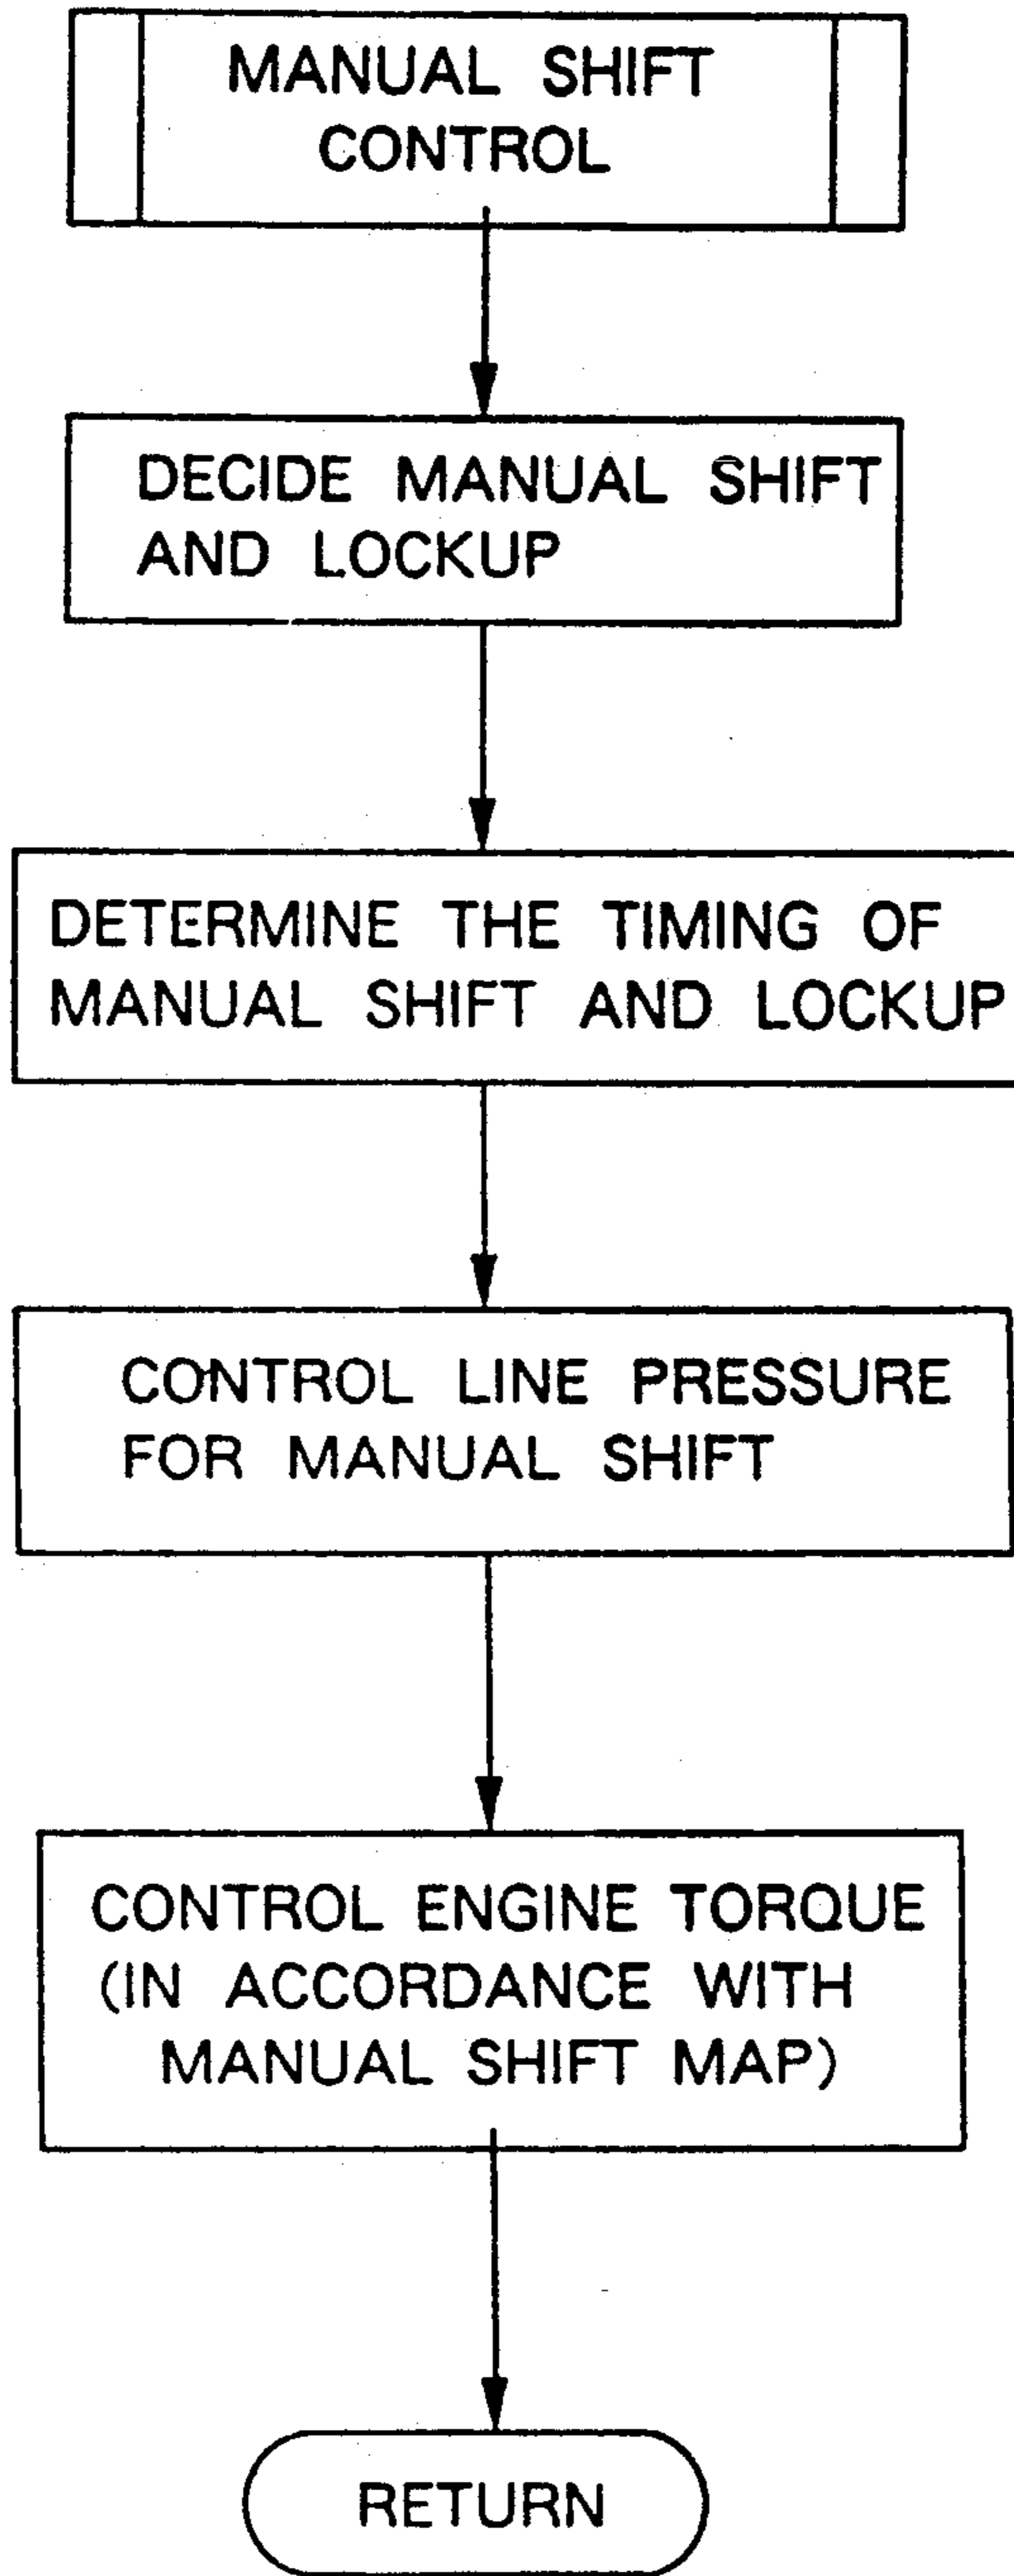 MANUAL SHIFT
CONTROL
DECIDE MANUAL SHIFT
AND LOCKUP
DETERMINE THE TIMING OF
MANUAL SHIFT AND LOCKUP
CONTROL LINE PRESSURE
FOR MANUAL SHIFT
CONTROL ENGINE TORQUE
(IN ACCORDANCE WITH
MANUAL SHIFT MAP)
RETURN